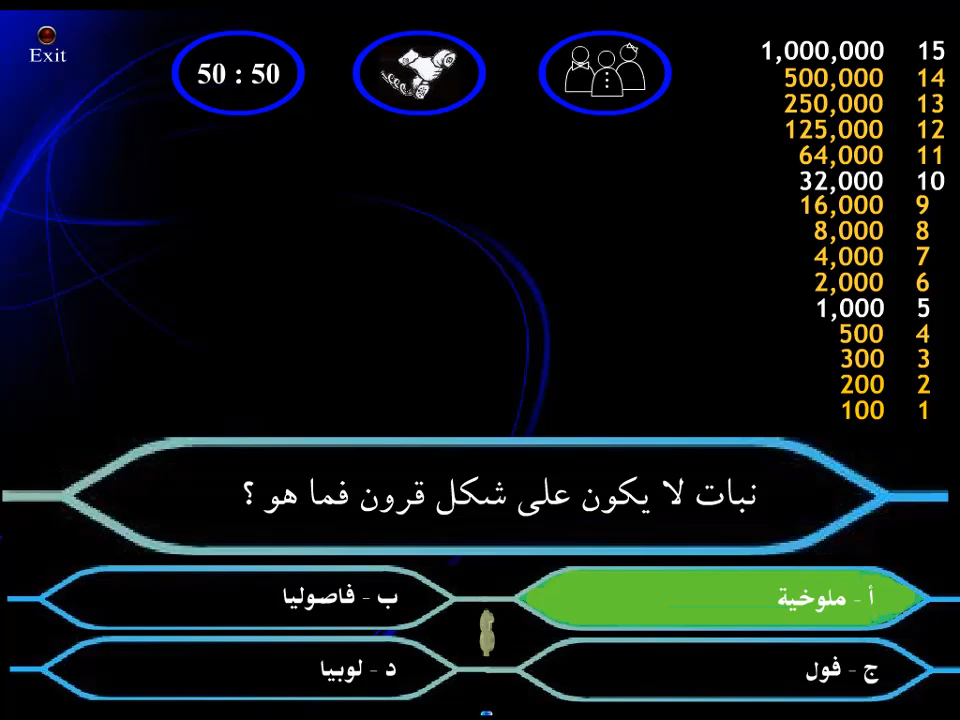 Exit
50 : 50
1,000,000 15
500,000 14
250,000 13
125,000 12
64,000 11
32,000 10
16,000 9
8,000 8
4,000 7
2,000 6
1,000 5
500 4
300 3
200 2
100 1
نبات لا يكون على شكل قرون فما هو ؟
أ - ملوخية
ب - فاصوليا
ج - فول
د - لوبيا